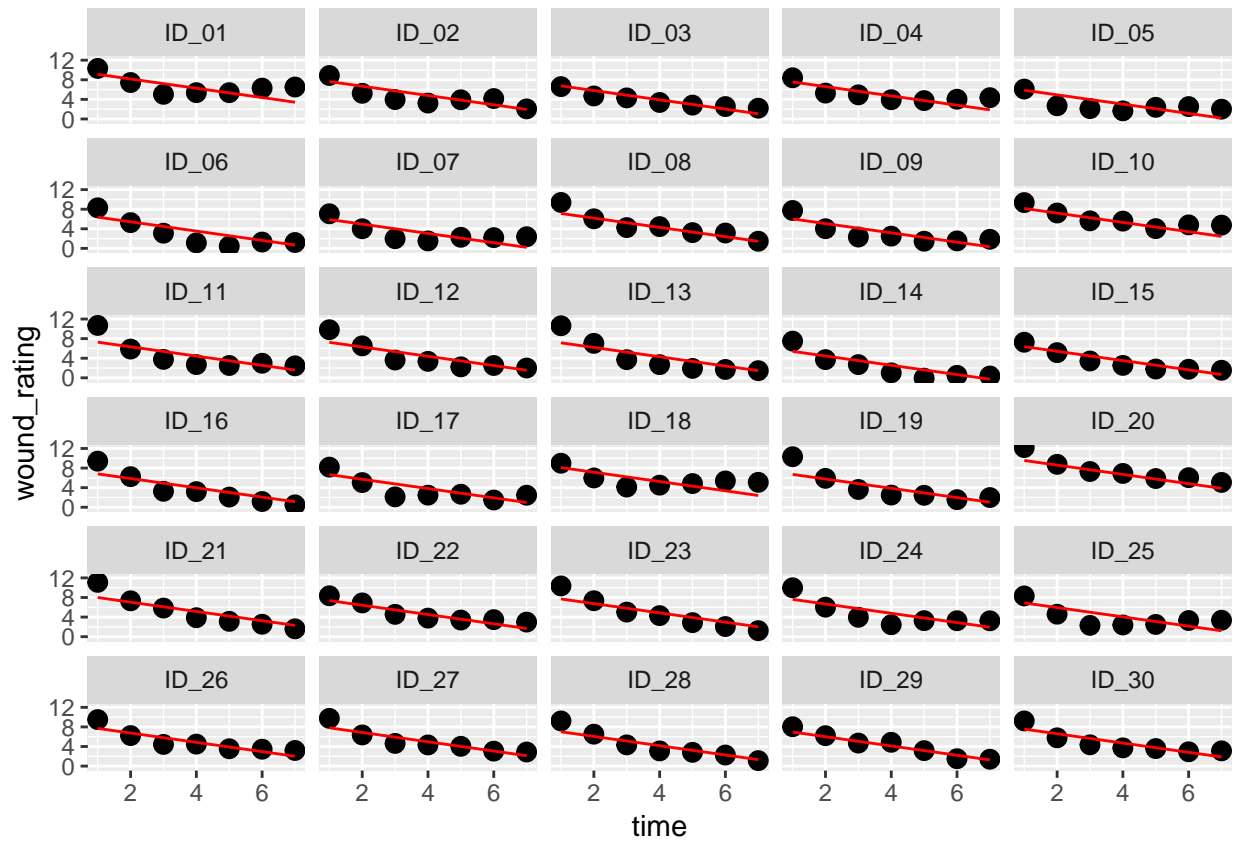 ID_01 ID_02 ID_03 ID_04 ID_05
12
8
4
0
ID_06 ID_07 ID_08 ID_09 ID_10
12
8
4
0
ID_11 ID_12 ID_13 ID_14 ID_15
12
8
4
0
wound_rating
ID_16 ID_17 ID_18 ID_19 ID_20
12
8
4
0
ID_21 ID_22 ID_23 ID_24 ID_25
12
8
4
0
ID_26 ID_27 ID_28 ID_29 ID_30
12
8
4
0
2 4 6 2 4 6 2 4 6 2 4 6 2 4 6
time